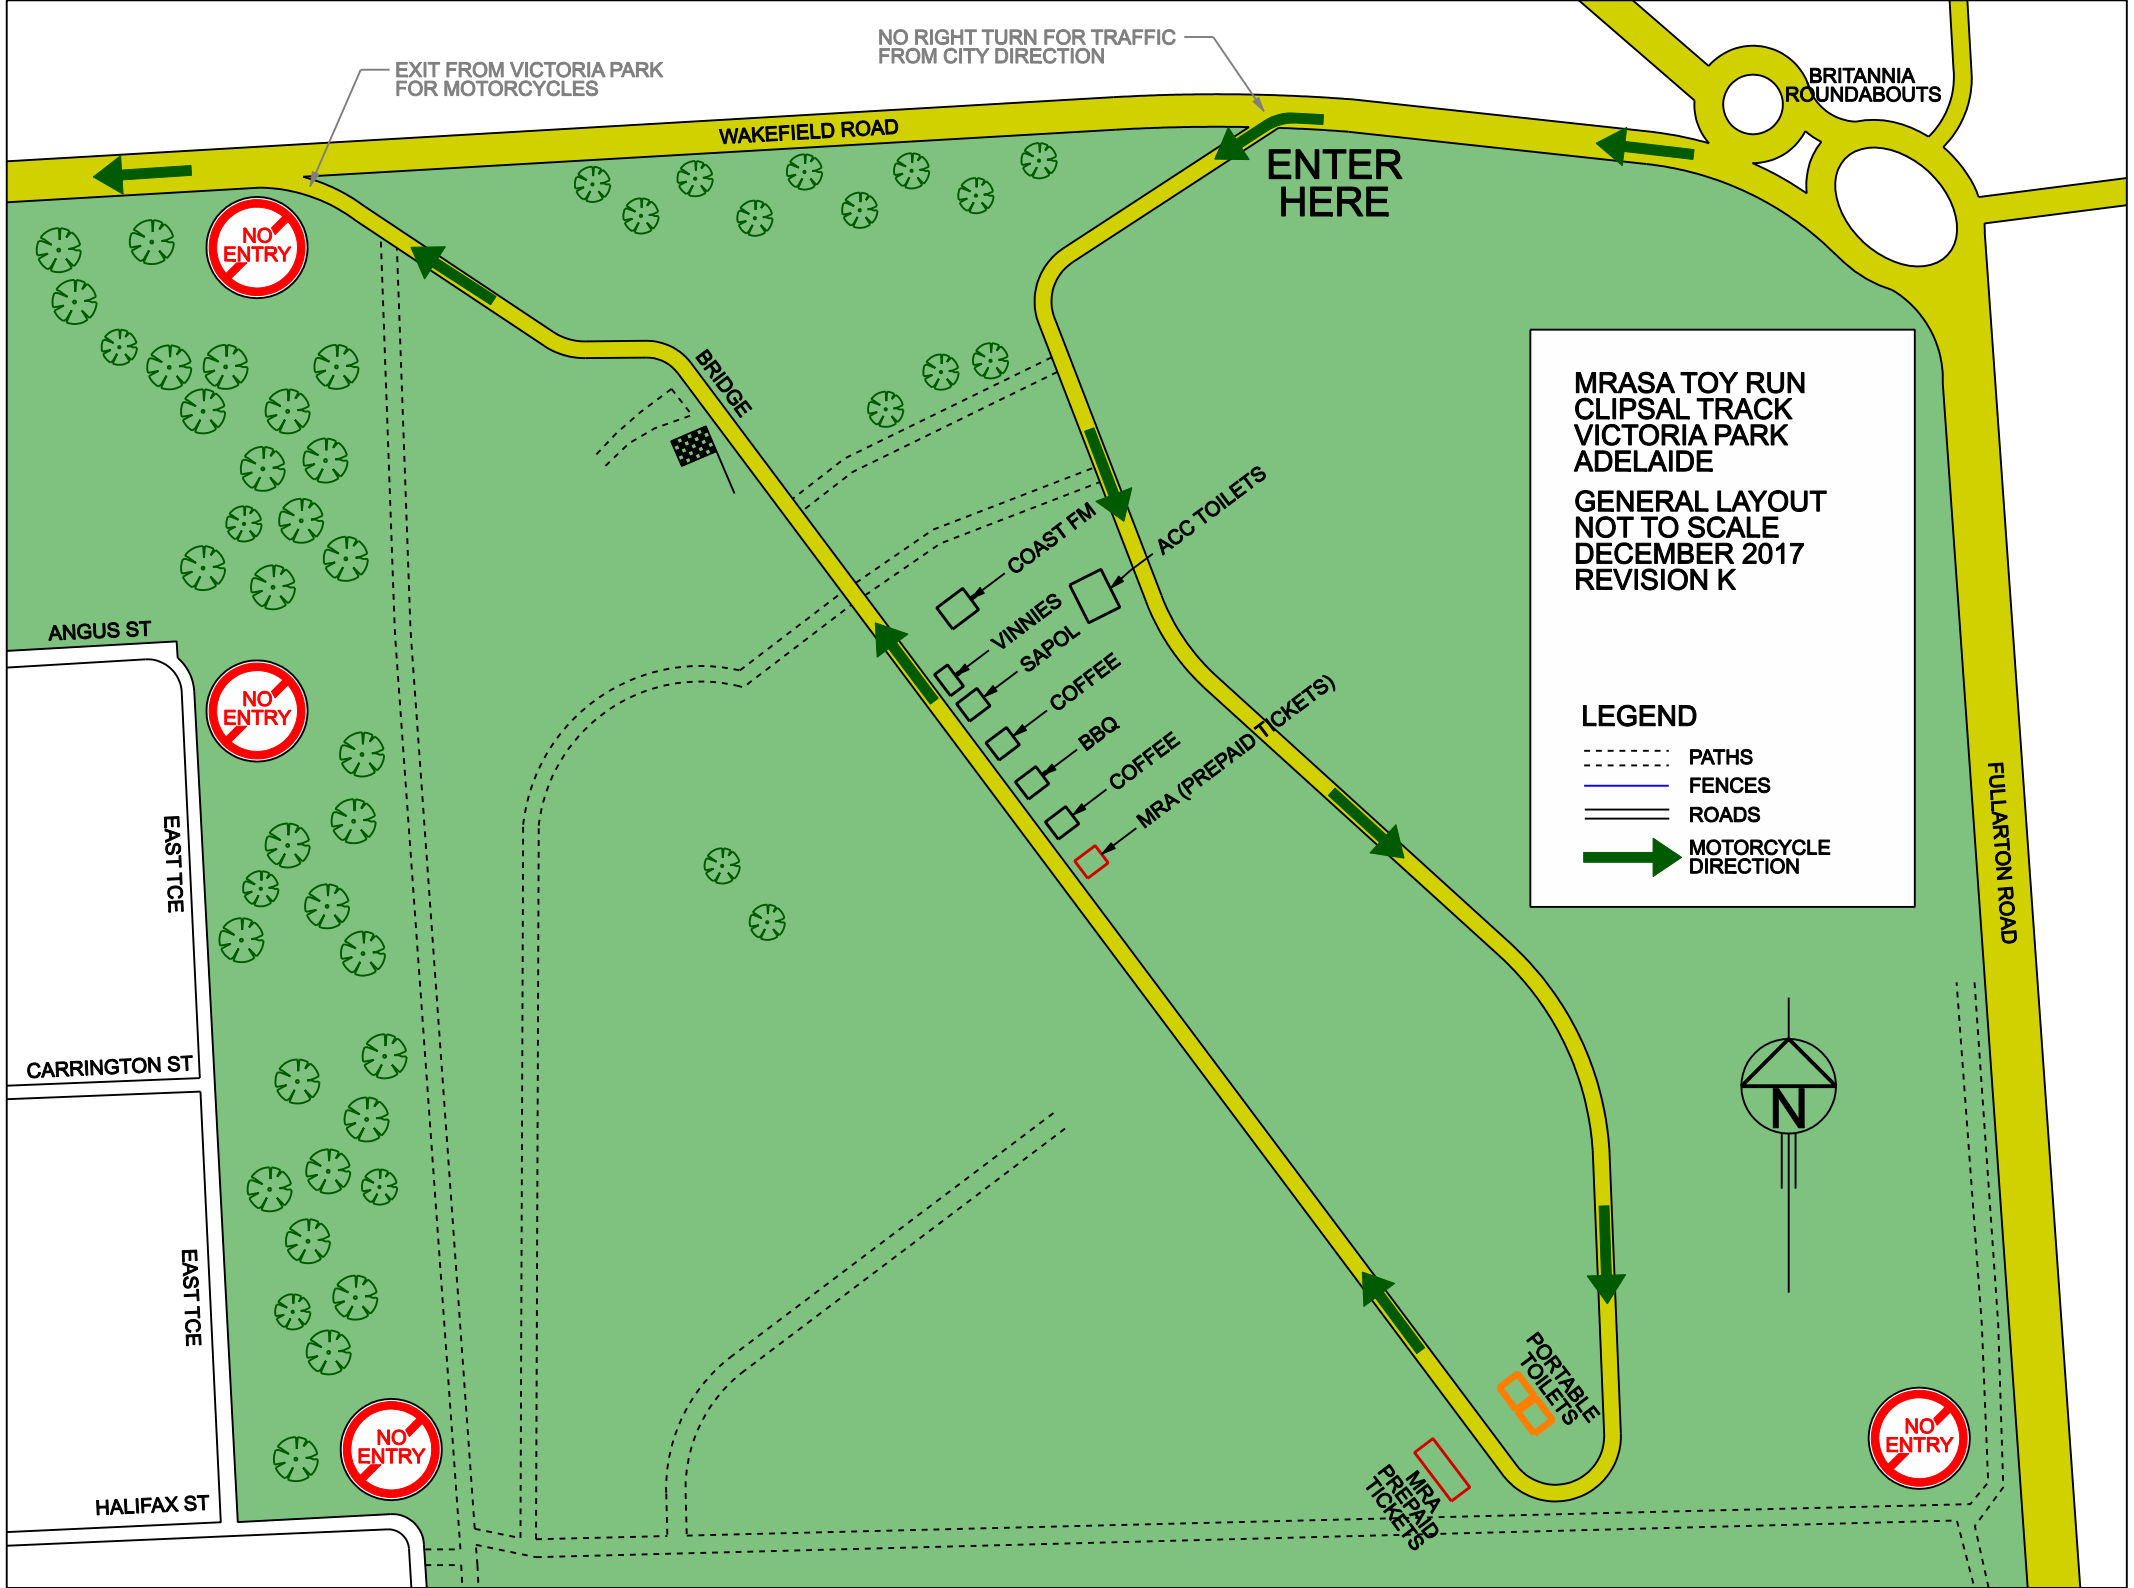 NO RIGHT TURN FOR TRAFFIC
FROM CITY DIRECTION
EXIT FROM VICTORIA PARK
FOR MOTORCYCLES
BRITANNIA
ROUNDABOUTS
WAKEFIELD ROAD
ENTER
HERE
NO
ENTRY
BRIDGE
MRASA TOY RUN
CLIPSAL TRACK
VICTORIA PARK
ADELAIDE
GENERAL LAYOUT
NOT TO SCALE
DECEMBER 2017
REVISION K
LEGEND
PATHS
FENCES
ROADS
MOTORCYCLE
DIRECTION
COAST FM
ACC TOILETS
VINNIES
SAPOL
COFFEE
BBQ
COFFEE
MRA (PREPAID TICKETS)
ANGUS ST
NO
ENTRY
EAST TCE
FULLARTON ROAD
CARRINGTON ST
N
EAST TCE
PORTABLE
TOILETS
HALIFAX ST
NO
ENTRY
MRA
PREPAID
TICKETS
NO
ENTRY